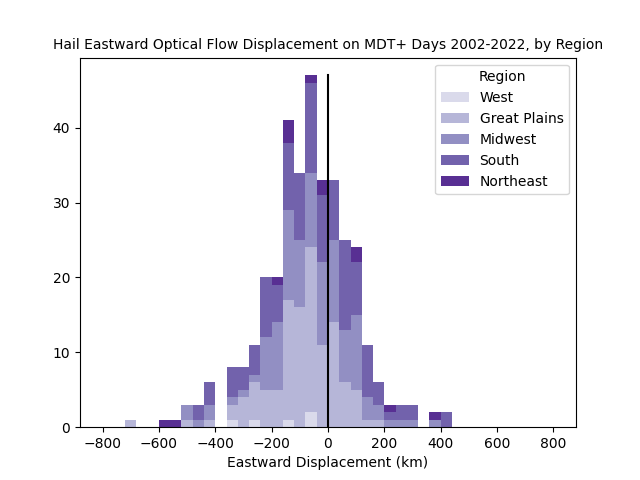 Hail Eastward Optical Flow Displacement on MDT+ Days 2002-2022, by Region
Region
West
Great Plains
Midwest
South
Northeast
40
30
20
10
0
−800 −600 −400 −200 0 200 400 600 800
Eastward Displacement (km)